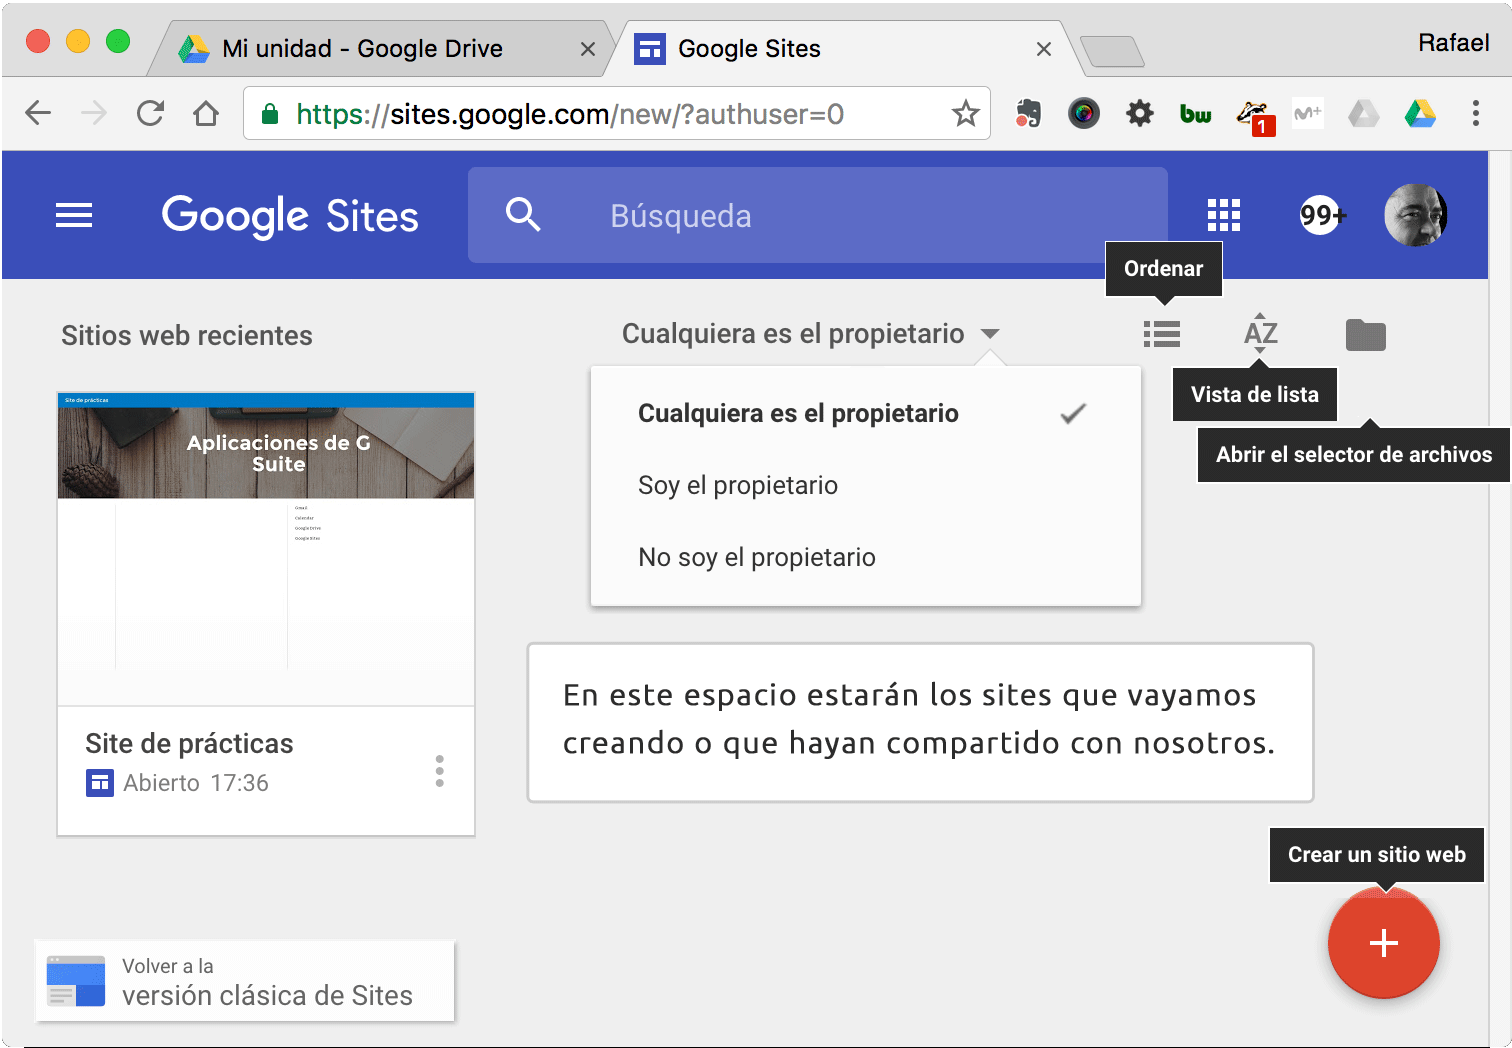 Mi unidad - Google Drive
Google Sites
Rafael
https://sites.google.com/new/?authuser=0
bw
1
m+
Google Sites
Búsqueda
99+
Ordenar
Sitios web recientes
Cualquiera es el propietario
AZ
Vista de lista
Abrir el selector de archivos
Cualquiera es el propietario
Soy el propietario
No soy el propietario
Site de prácticas
Aplicaciones de G
Suite
Gmail
Calendar
Google Drive
Google Sites
En este espacio estarán los sites que vayamos
creando o que hayan compartido con nosotros.
Site de prácticas
Abierto 17:36
Crear un sitio web
Volver a la
versión clásica de Sites